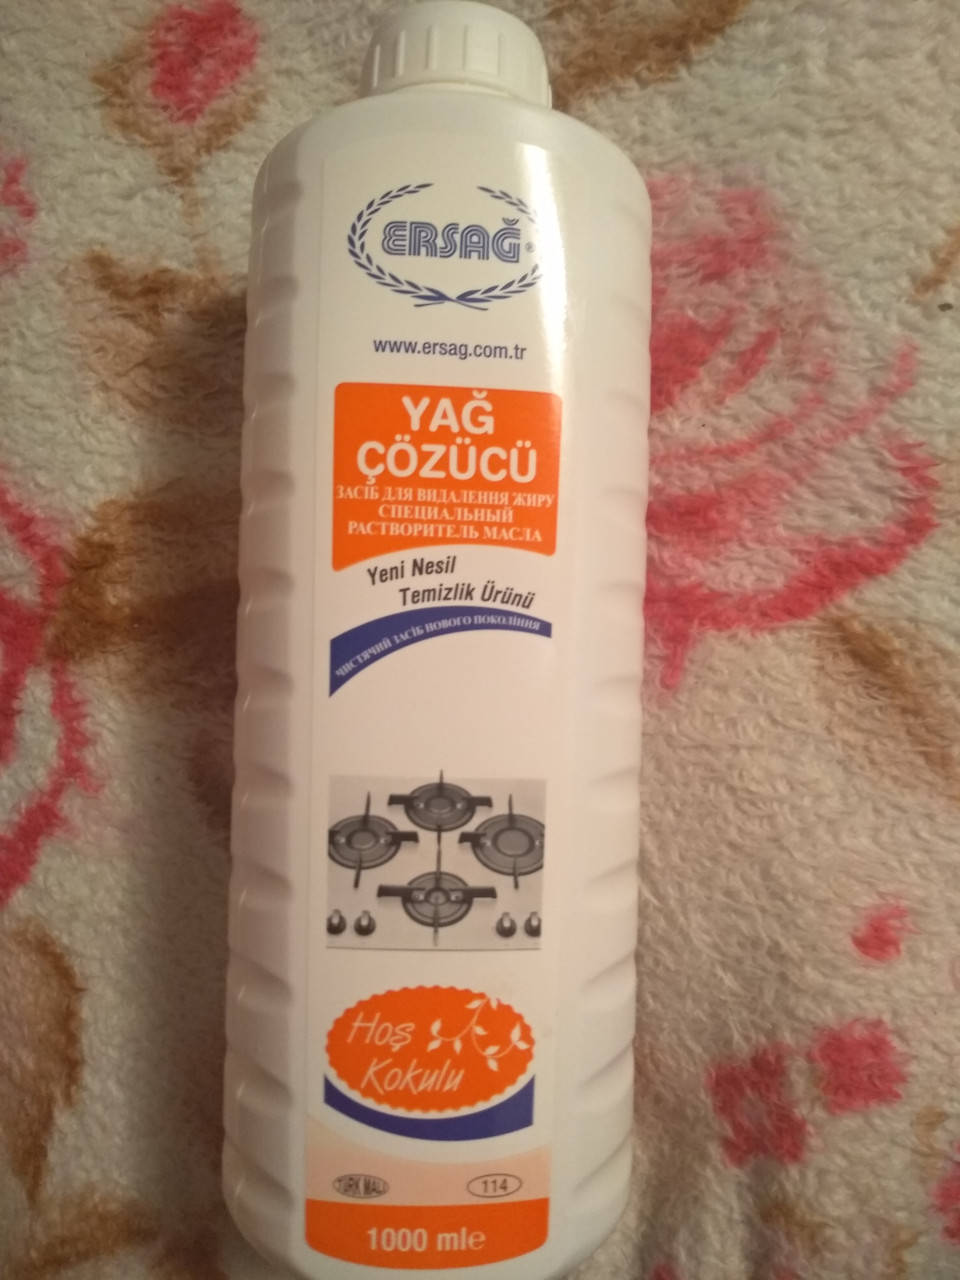 ERSAĞ®
www.ersag.com.tr
YAĞ
ÇÖZÜCÜ
ЗАСІБ ДЛЯ ВИДАЛЕННЯ ЖИРУ
СПЕЦИАЛЬНЫЙ
РАСТВОРИТЕЛЬ МАСЛА
Yeni Nesil
Temizlik Ürünü
ЧИСТЯЧИЙ ЗАСІБ НОВОГО ПОКОЛІННЯ
Hoş
Kokulu
TÜRK MALI
114
1000 ml℮